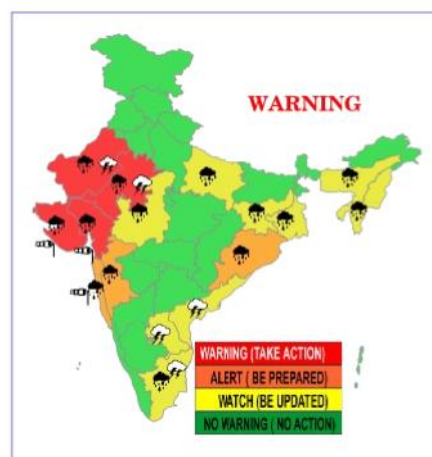 WARNING
WARNING (TAKE ACTION)
ALERT ( BE PREPARED)
WATCH (BE UPDATED)
NO WARNING ( NO ACTION)